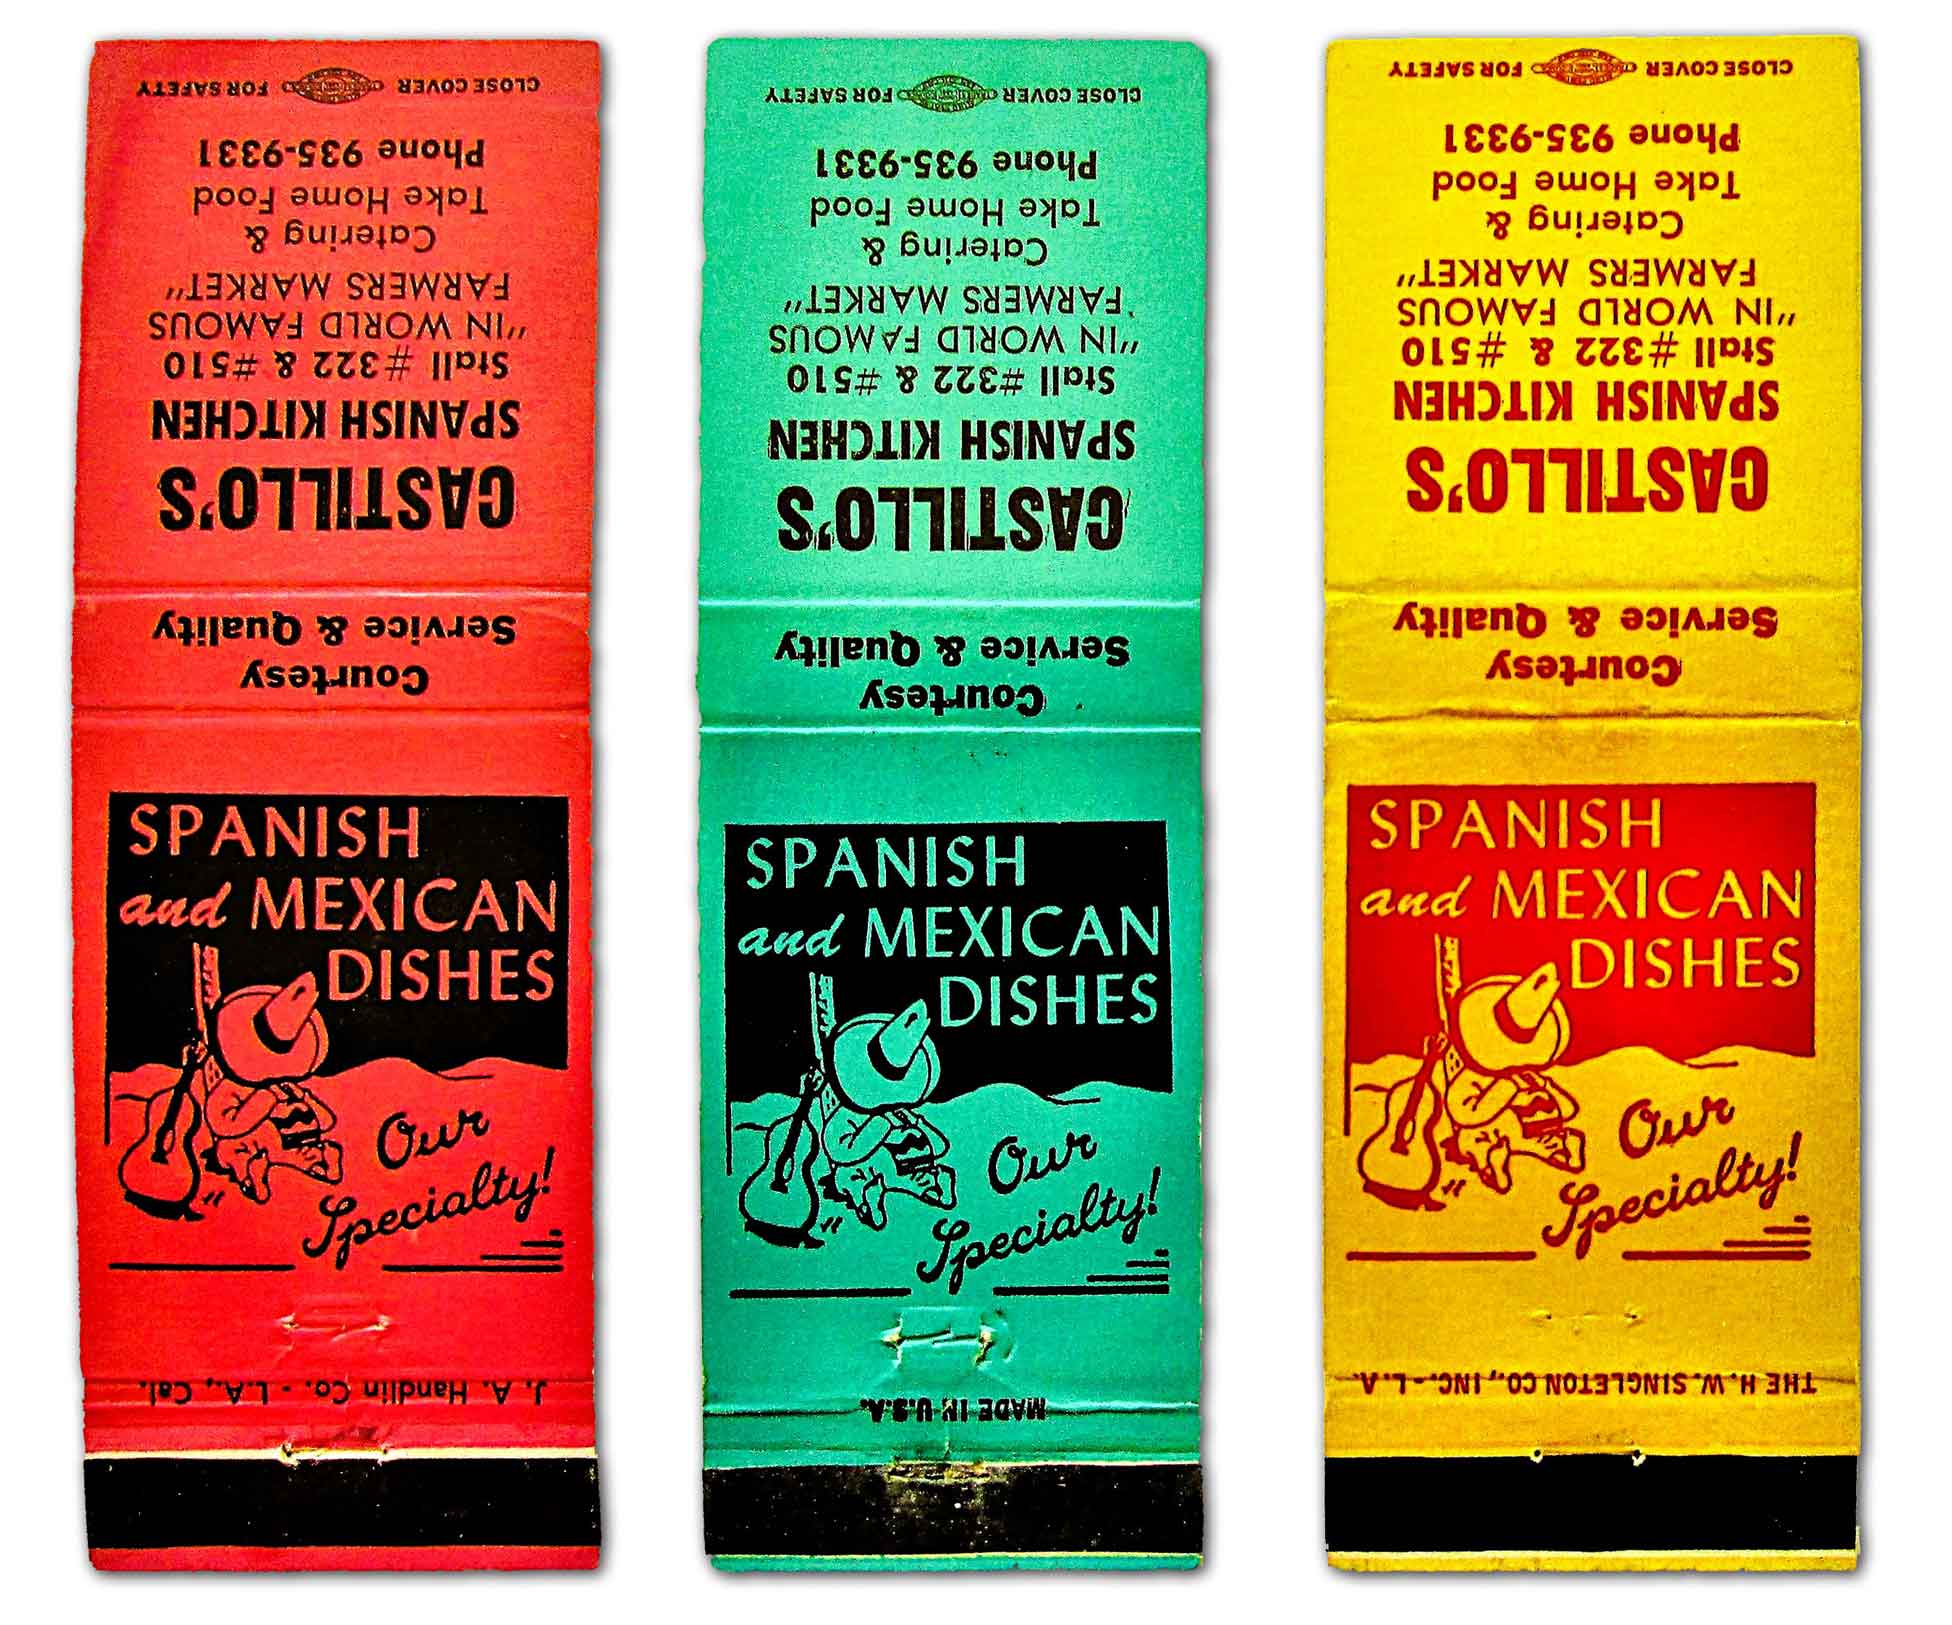 CLOSE COVER FOR SAFETY
Phone 935-9331
Take Home Food
Catering &
FARMERS MARKET"
"IN WORLD FAMOUS
Stall #322 & #510
SPANISH KITCHEN
CASTILLO'S
Service & Quality
Courtesy
SPANISH
and MEXICAN
DISHES
Our
Specialty!
J. A. Handlin Co. - L.A., Cal.
CLOSE COVER FOR SAFETY
Phone 935-9331
Take Home Food
Catering &
FARMERS MARKET"
"IN WORLD FAMOUS
Stall #322 & #510
SPANISH KITCHEN
CASTILLO'S
Service & Quality
Courtesy
SPANISH
and MEXICAN
DISHES
Our
Specialty!
MADE IN U.S.A.
CLOSE COVER FOR SAFETY
Phone 935-9331
Take Home Food
Catering &
FARMERS MARKET"
"IN WORLD FAMOUS
Stall #322 & #510
SPANISH KITCHEN
CASTILLO'S
Service & Quality
Courtesy
SPANISH
and MEXICAN
DISHES
Our
Specialty!
THE H.W. SINGLETON CO., INC. - L.A.